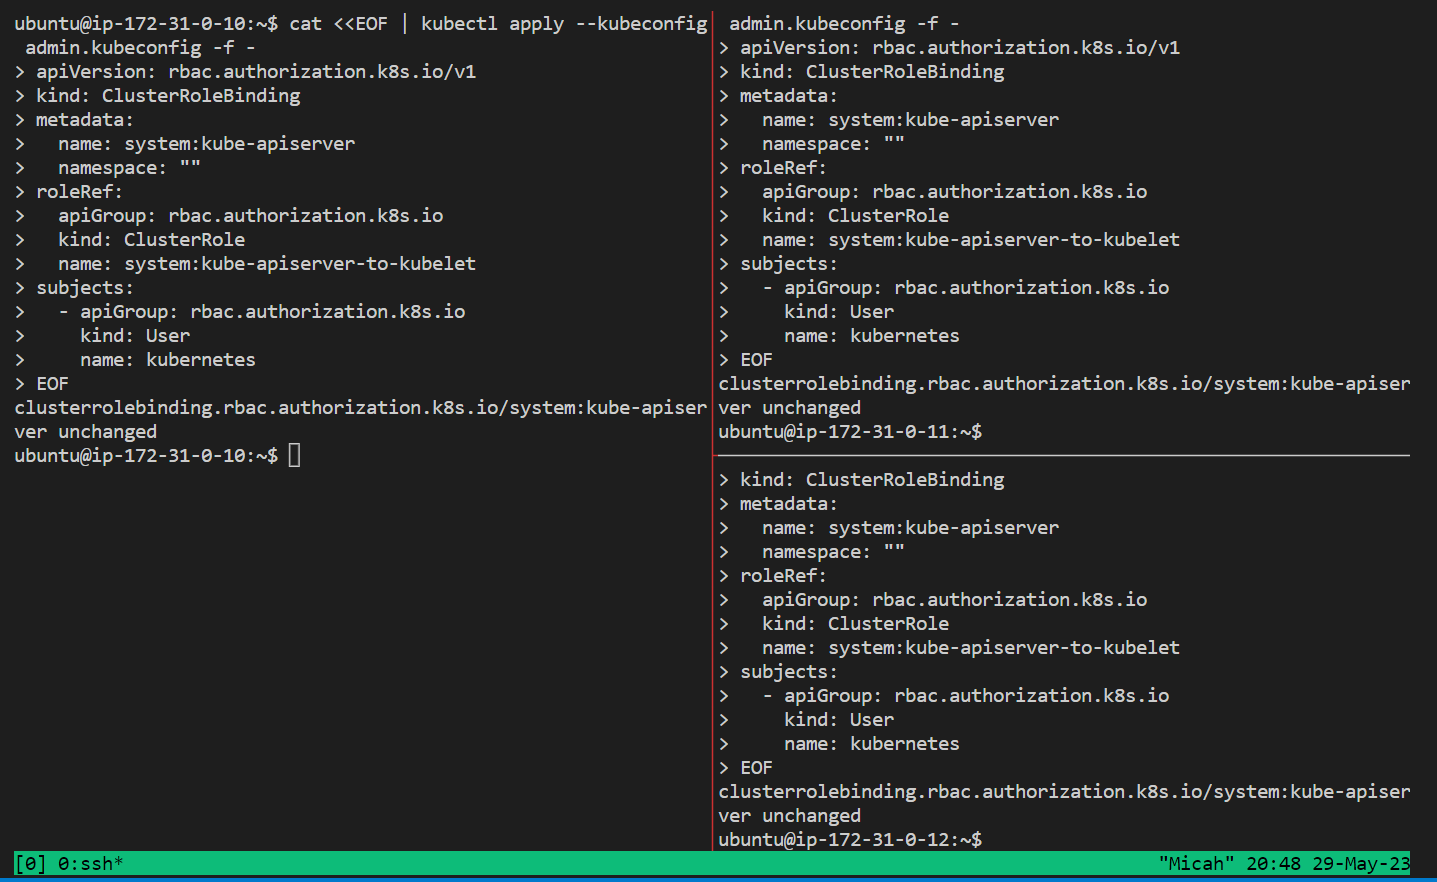 ubuntu@ip-172-31-0-10:~$ cat <<EOF | kubectl apply --kubeconfig
 admin.kubeconfig -f -
> apiVersion: rbac.authorization.k8s.io/v1
> kind: ClusterRoleBinding
> metadata:
>   name: system:kube-apiserver
>   namespace: ""
> roleRef:
>   apiGroup: rbac.authorization.k8s.io
>   kind: ClusterRole
>   name: system:kube-apiserver-to-kubelet
> subjects:
>   - apiGroup: rbac.authorization.k8s.io
>     kind: User
>     name: kubernetes
> EOF
clusterrolebinding.rbac.authorization.k8s.io/system:kube-apiser
ver unchanged
ubuntu@ip-172-31-0-10:~$
 admin.kubeconfig -f -
> apiVersion: rbac.authorization.k8s.io/v1
> kind: ClusterRoleBinding
> metadata:
>   name: system:kube-apiserver
>   namespace: ""
> roleRef:
>   apiGroup: rbac.authorization.k8s.io
>   kind: ClusterRole
>   name: system:kube-apiserver-to-kubelet
> subjects:
>   - apiGroup: rbac.authorization.k8s.io
>     kind: User
>     name: kubernetes
> EOF
clusterrolebinding.rbac.authorization.k8s.io/system:kube-apiser
ver unchanged
ubuntu@ip-172-31-0-11:~$
> kind: ClusterRoleBinding
> metadata:
>   name: system:kube-apiserver
>   namespace: ""
> roleRef:
>   apiGroup: rbac.authorization.k8s.io
>   kind: ClusterRole
>   name: system:kube-apiserver-to-kubelet
> subjects:
>   - apiGroup: rbac.authorization.k8s.io
>     kind: User
>     name: kubernetes
> EOF
clusterrolebinding.rbac.authorization.k8s.io/system:kube-apiser
ver unchanged
ubuntu@ip-172-31-0-12:~$
[0] 0:ssh* "Micah" 20:48 29-May-23